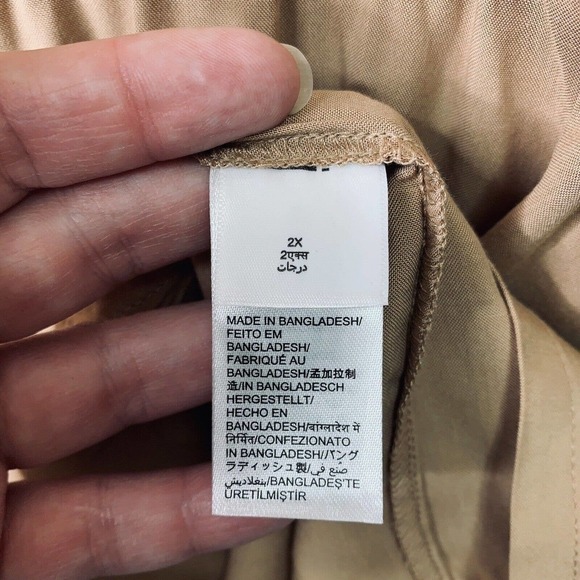 2X
2एक्स
درجات
MADE IN BANGLADESH/
FEITO EM
BANGLADESH/
FABRIQUÉ AU
BANGLADESH/孟加拉制
造/IN BANGLADESCH
HERGESTELLT/
HECHO EN
BANGLADESH/बांग्लादेश में
निर्मित/CONFEZIONATO
IN BANGLADESH/バング
ラディッシュ製/صنع في
بنغلاديش/BANGLADEŞ'TE
ÜRETİLMİŞTİR